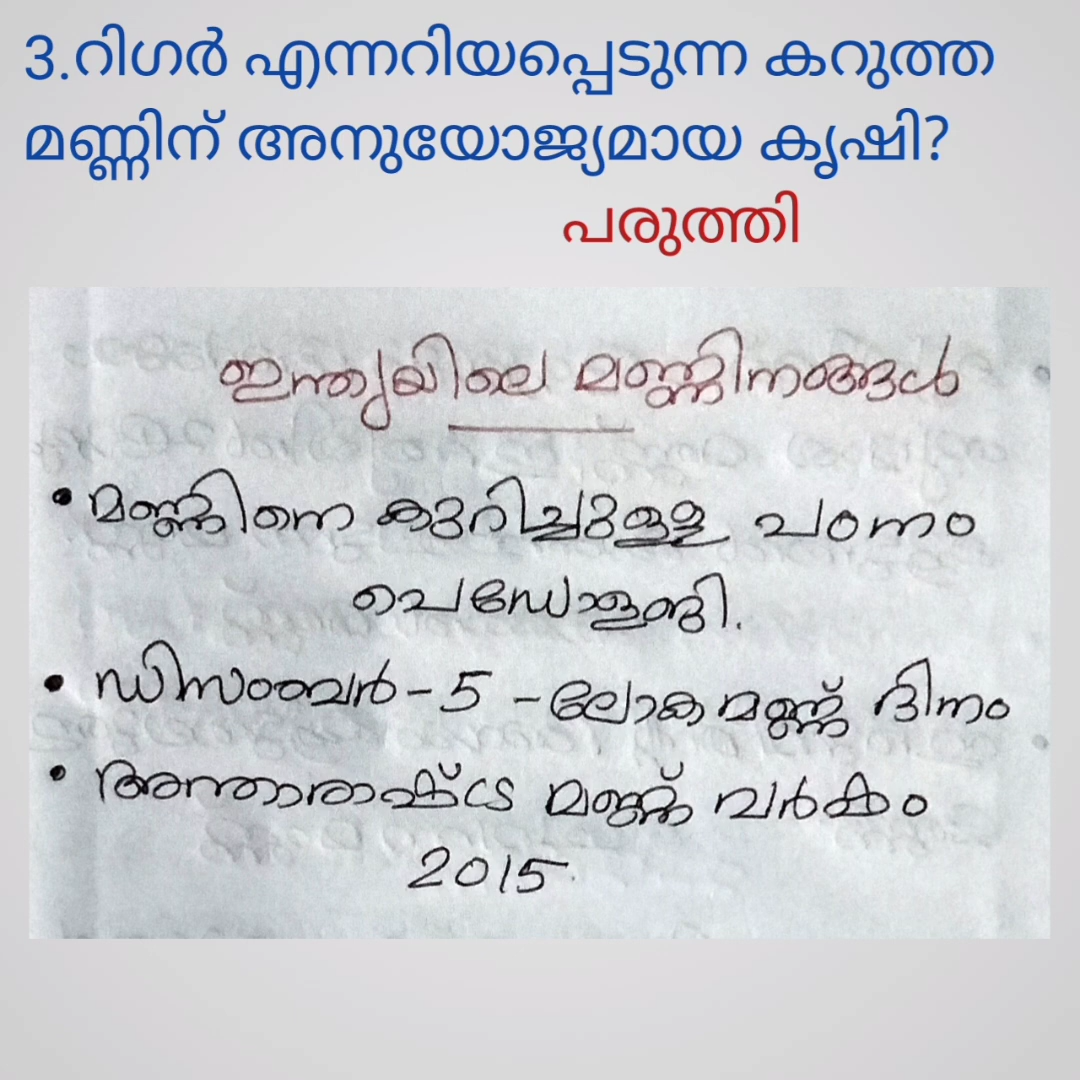 3.റിഗർ എന്നറിയപ്പെടുന്ന കറുത്ത
മണ്ണിന് അനുയോജ്യമായ കൃഷി?
പരുത്തി
ഇന്ത്യയിലെ മണ്ണിനങ്ങൾ
• മണ്ണിനെ കുറിച്ചുള്ള പഠനം
പെഡോളജി.
• ഡിസംബർ - 5 - ലോക മണ്ണ് ദിനം
• അന്താരാഷ്ട്ര മണ്ണ് വർഷം
2015